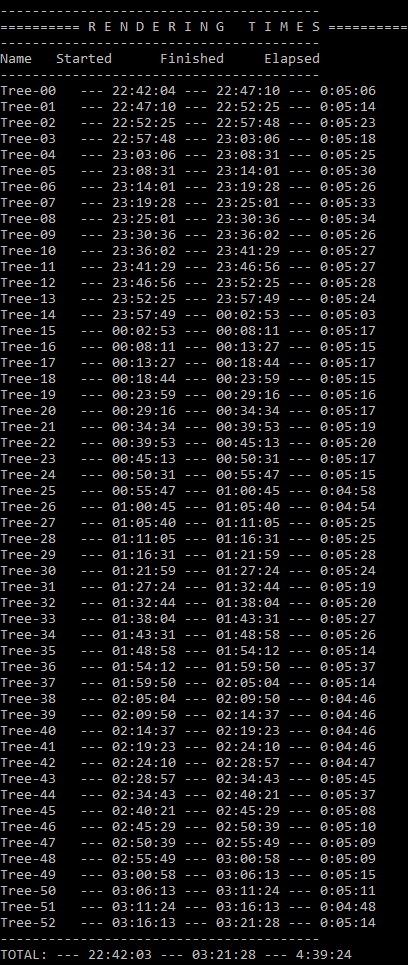 ----------------------------------------
========== R E N D E R I N G   T I M E S ==========
----------------------------------------
Name   Started      Finished     Elapsed
----------------------------------------
Tree-00   --- 22:42:04 --- 22:47:10 --- 0:05:06
Tree-01   --- 22:47:10 --- 22:52:25 --- 0:05:14
Tree-02   --- 22:52:25 --- 22:57:48 --- 0:05:23
Tree-03   --- 22:57:48 --- 23:03:06 --- 0:05:18
Tree-04   --- 23:03:06 --- 23:08:31 --- 0:05:25
Tree-05   --- 23:08:31 --- 23:14:01 --- 0:05:30
Tree-06   --- 23:14:01 --- 23:19:28 --- 0:05:26
Tree-07   --- 23:19:28 --- 23:25:01 --- 0:05:33
Tree-08   --- 23:25:01 --- 23:30:36 --- 0:05:34
Tree-09   --- 23:30:36 --- 23:36:02 --- 0:05:26
Tree-10   --- 23:36:02 --- 23:41:29 --- 0:05:27
Tree-11   --- 23:41:29 --- 23:46:56 --- 0:05:27
Tree-12   --- 23:46:56 --- 23:52:25 --- 0:05:28
Tree-13   --- 23:52:25 --- 23:57:49 --- 0:05:24
Tree-14   --- 23:57:49 --- 00:02:53 --- 0:05:03
Tree-15   --- 00:02:53 --- 00:08:11 --- 0:05:17
Tree-16   --- 00:08:11 --- 00:13:27 --- 0:05:15
Tree-17   --- 00:13:27 --- 00:18:44 --- 0:05:17
Tree-18   --- 00:18:44 --- 00:23:59 --- 0:05:15
Tree-19   --- 00:23:59 --- 00:29:16 --- 0:05:16
Tree-20   --- 00:29:16 --- 00:34:34 --- 0:05:17
Tree-21   --- 00:34:34 --- 00:39:53 --- 0:05:19
Tree-22   --- 00:39:53 --- 00:45:13 --- 0:05:20
Tree-23   --- 00:45:13 --- 00:50:31 --- 0:05:17
Tree-24   --- 00:50:31 --- 00:55:47 --- 0:05:15
Tree-25   --- 00:55:47 --- 01:00:45 --- 0:04:58
Tree-26   --- 01:00:45 --- 01:05:40 --- 0:04:54
Tree-27   --- 01:05:40 --- 01:11:05 --- 0:05:25
Tree-28   --- 01:11:05 --- 01:16:31 --- 0:05:25
Tree-29   --- 01:16:31 --- 01:21:59 --- 0:05:28
Tree-30   --- 01:21:59 --- 01:27:24 --- 0:05:24
Tree-31   --- 01:27:24 --- 01:32:44 --- 0:05:19
Tree-32   --- 01:32:44 --- 01:38:04 --- 0:05:20
Tree-33   --- 01:38:04 --- 01:43:31 --- 0:05:27
Tree-34   --- 01:43:31 --- 01:48:58 --- 0:05:26
Tree-35   --- 01:48:58 --- 01:54:12 --- 0:05:14
Tree-36   --- 01:54:12 --- 01:59:50 --- 0:05:37
Tree-37   --- 01:59:50 --- 02:05:04 --- 0:05:14
Tree-38   --- 02:05:04 --- 02:09:50 --- 0:04:46
Tree-39   --- 02:09:50 --- 02:14:37 --- 0:04:46
Tree-40   --- 02:14:37 --- 02:19:23 --- 0:04:46
Tree-41   --- 02:19:23 --- 02:24:10 --- 0:04:46
Tree-42   --- 02:24:10 --- 02:28:57 --- 0:04:47
Tree-43   --- 02:28:57 --- 02:34:43 --- 0:05:45
Tree-44   --- 02:34:43 --- 02:40:21 --- 0:05:37
Tree-45   --- 02:40:21 --- 02:45:29 --- 0:05:08
Tree-46   --- 02:45:29 --- 02:50:39 --- 0:05:10
Tree-47   --- 02:50:39 --- 02:55:49 --- 0:05:09
Tree-48   --- 02:55:49 --- 03:00:58 --- 0:05:09
Tree-49   --- 03:00:58 --- 03:06:13 --- 0:05:15
Tree-50   --- 03:06:13 --- 03:11:24 --- 0:05:11
Tree-51   --- 03:11:24 --- 03:16:13 --- 0:04:48
Tree-52   --- 03:16:13 --- 03:21:28 --- 0:05:14
----------------------------------------
TOTAL: --- 22:42:03 --- 03:21:28 --- 4:39:24